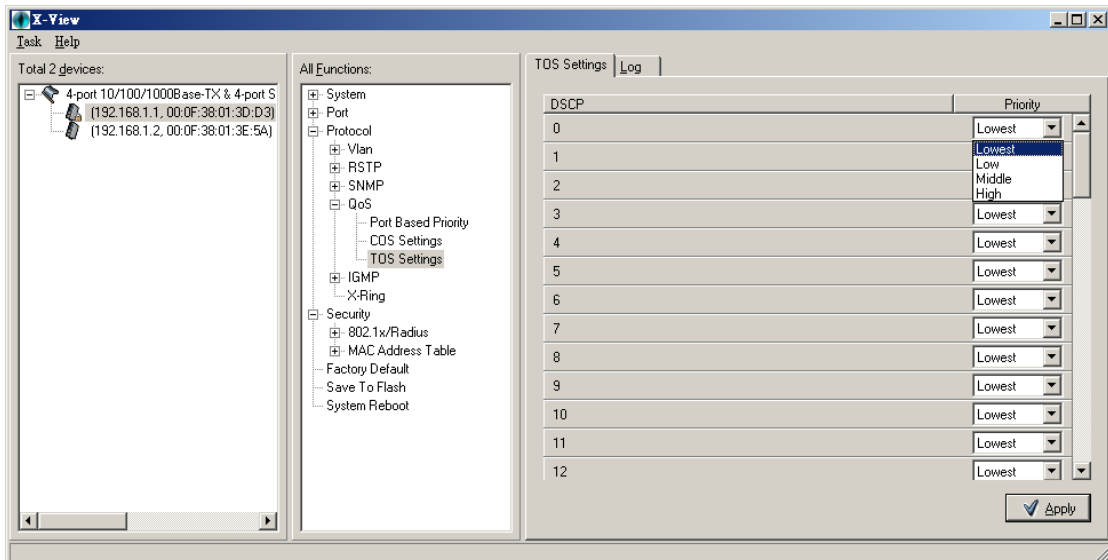 X-View
Task Help
Total 2 devices:
4-port 10/100/1000Base-TX & 4-port S
(192.168.1.1, 00:0F:38:01:3D:D3)
(192.168.1.2, 00:0F:38:01:3E:5A)
All Functions:
System
Port
Protocol
Vlan
RSTP
SNMP
QoS
Port Based Priority
COS Settings
TOS Settings
IGMP
X-Ring
Security
802.1x/Radius
MAC Address Table
Factory Default
Save To Flash
System Reboot
TOS Settings Log
DSCP Priority
0 Lowest
Lowest
Low
Middle
High
1
2
3 Lowest
4 Lowest
5 Lowest
6 Lowest
7 Lowest
8 Lowest
9 Lowest
10 Lowest
11 Lowest
12 Lowest
Apply